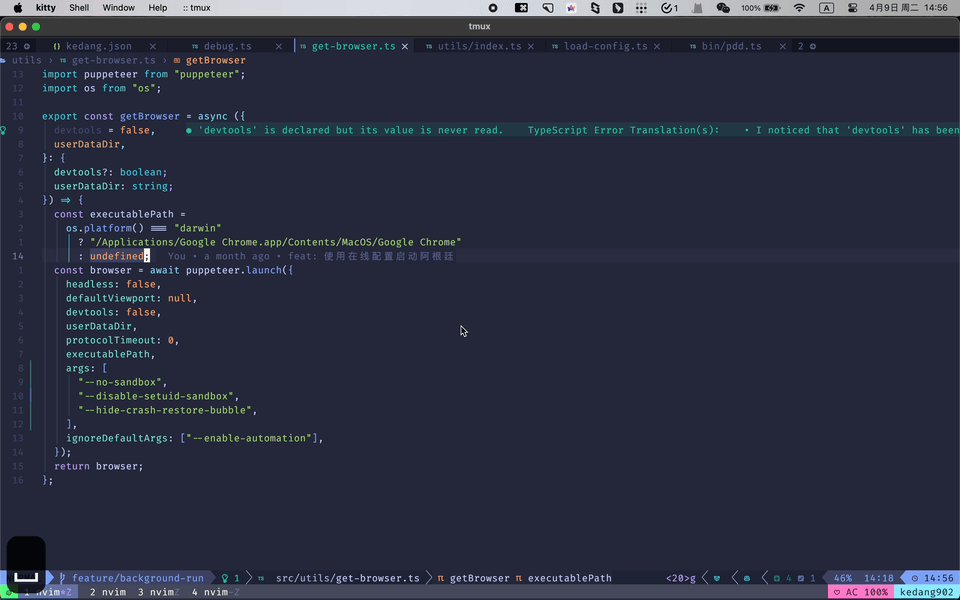 kitty Shell Window Help :: tmux 1 100% A 4月9日 周二 14:56
tmux
23 kedang.json × TS debug.ts × TS get-browser.ts × TS utils/index.ts × TS load-config.ts × TS bin/pdd.ts × 2
utils › TS get-browser.ts › getBrowser
13 import puppeteer from "puppeteer";
12 import os from "os";
11
10 export const getBrowser = async ({
9 devtools = false, ● 'devtools' is declared but its value is never read. TypeScript Error Translation(s): • I noticed that 'devtools' has been
8 userDataDir,
7 }: {
6 devtools?: boolean;
5 userDataDir: string;
4 }) => {
3 const executablePath =
2 os.platform() === "darwin"
1 ? "/Applications/Google Chrome.app/Contents/MacOS/Google Chrome"
14 : undefined; You • a month ago • feat: 使用在线配置启动阿根廷
1 const browser = await puppeteer.launch({
2 headless: false,
3 defaultViewport: null,
4 devtools: false,
5 userDataDir,
6 protocolTimeout: 0,
7 executablePath,
8 args: [
9 "--no-sandbox",
10 "--disable-setuid-sandbox",
11 "--hide-crash-restore-bubble",
12 ],
13 ignoreDefaultArgs: ["--enable-automation"],
14 });
15 return browser;
16 };
feature/background-run 1 TS src/utils/get-browser.ts getBrowser executablePath <20>g 4 1 46% 14:18 14:56
1 nvim*Z 2 nvim 3 nvimZ 4 nvim-Z AC 100% kedang902